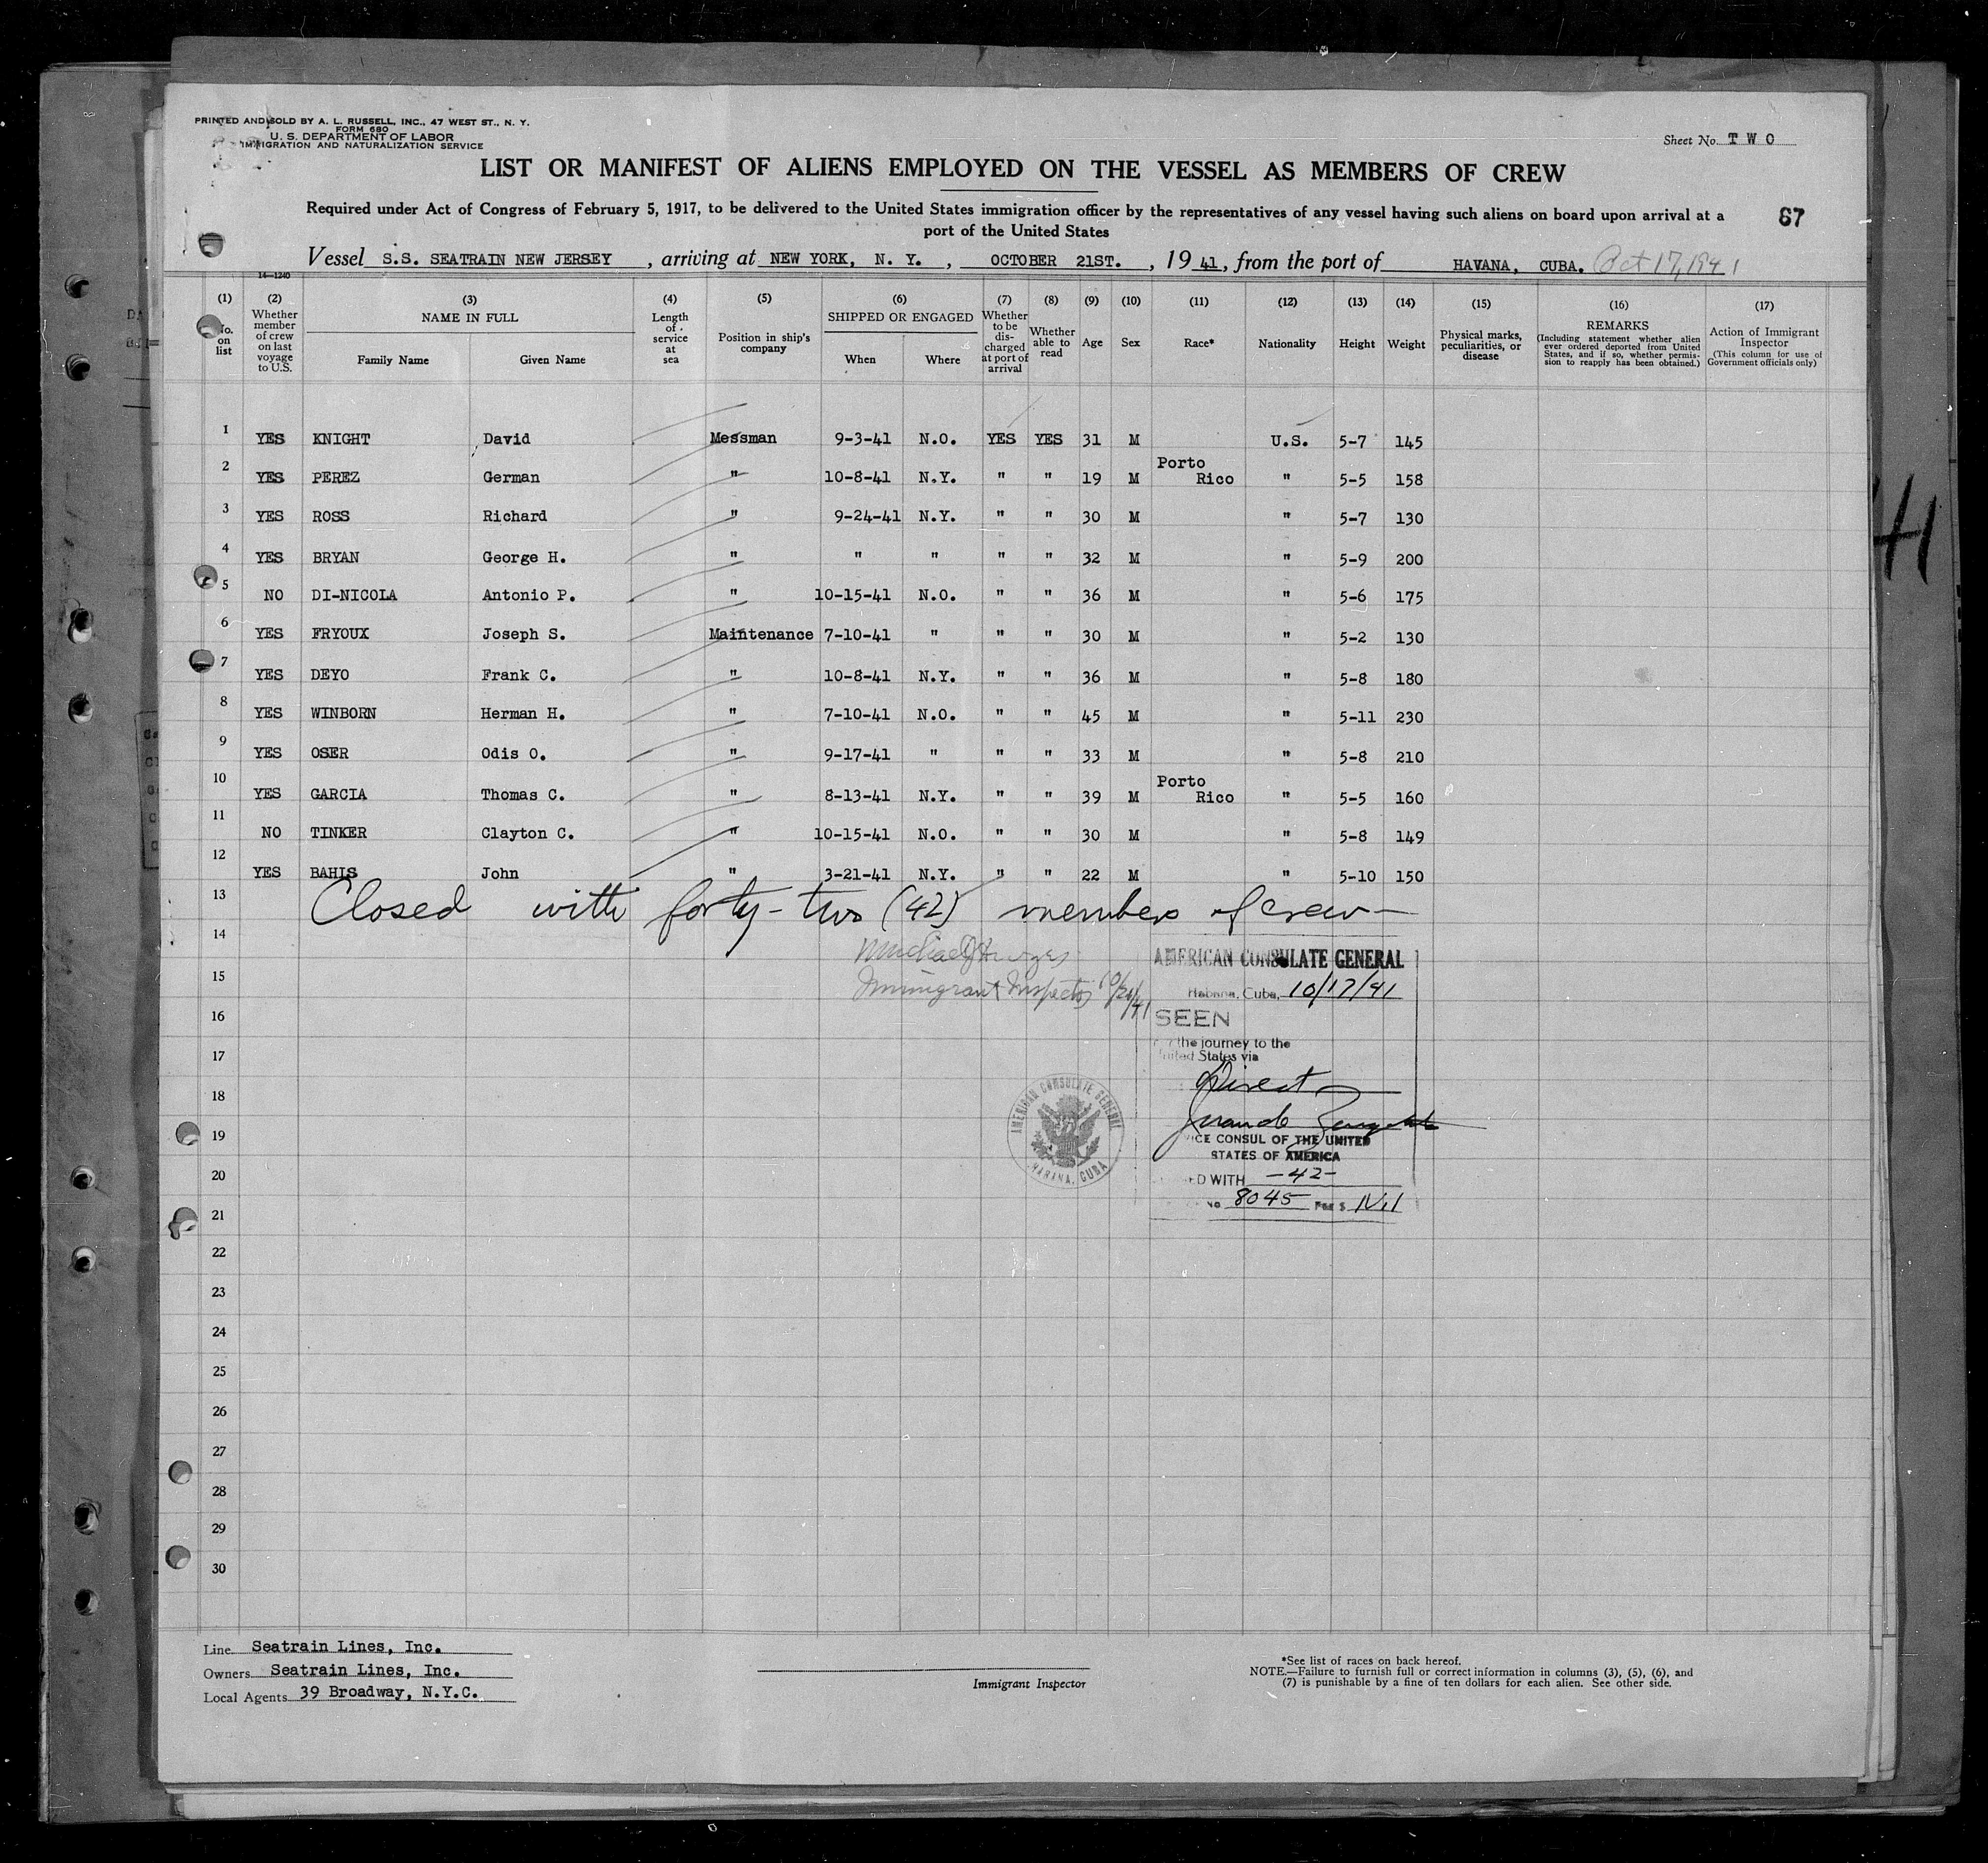 PRINTED AND SOLD BY A. L. RUSSELL, INC., 47 WEST ST., N. Y.
FORM 680
U. S. DEPARTMENT OF LABOR
IMMIGRATION AND NATURALIZATION SERVICE
Sheet No. TWO
LIST OR MANIFEST OF ALIENS EMPLOYED ON THE VESSEL AS MEMBERS OF CREW
Required under Act of Congress of February 5, 1917, to be delivered to the United States immigration officer by the representatives of any vessel having such aliens on board upon arrival at a
port of the United States
67
Vessel S.S. SEATRAIN NEW JERSEY, arriving at NEW YORK, N. Y., OCTOBER 21ST., 1941, from the port of HAVANA, CUBA. Oct 17, 1941
14—1240
(1) (2) (3) (4) (5) (6) (7) (8) (9) (10) (11) (12) (13) (14) (15) (16) (17)
No. on list
Whether member of crew on last voyage to U.S.
NAME IN FULL
Family Name Given Name
Length of service at sea
Position in ship's company
SHIPPED OR ENGAGED
When Where
Whether to be discharged at port of arrival
Whether able to read
Age
Sex
Race*
Nationality
Height
Weight
Physical marks, peculiarities, or disease
REMARKS
(Including statement whether alien ever ordered deported from United States, and if so, whether permission to reapply has been obtained.)
Action of Immigrant Inspector
(This column for use of Government officials only)
1 YES KNIGHT David Messman 9-3-41 N.O. YES YES 31 M U.S. 5-7 145
2 YES PEREZ German " 10-8-41 N.Y. " " 19 M Porto Rico " 5-5 158
3 YES ROSS Richard " 9-24-41 N.Y. " " 30 M " 5-7 130
4 YES BRYAN George H. " " " " " 32 M " 5-9 200
5 NO DI-NICOLA Antonio P. " 10-15-41 N.O. " " 36 M " 5-6 175
6 YES FRYOUX Joseph S. Maintenance 7-10-41 " " " 30 M " 5-2 130
7 YES DEYO Frank C. " 10-8-41 N.Y. " " 36 M " 5-8 180
8 YES WINBORN Herman H. " 7-10-41 N.O. " " 45 M " 5-11 230
9 YES OSER Odis O. " 9-17-41 " " " 33 M " 5-8 210
10 YES GARCIA Thomas C. " 8-13-41 N.Y. " " 39 M Porto Rico " 5-5 160
11 NO TINKER Clayton C. " 10-15-41 N.O. " " 30 M " 5-8 149
12 YES BAHIS John " 3-21-41 N.Y. " " 22 M " 5-10 150
13 Closed with forty-two (42) members of crew—
14
15
16
17
18
19
20
21
22
23
24
25
26
27
28
29
30
Immigrant Inspector
AMERICAN CONSULATE GENERAL
Habana, Cuba, 10/17/41
SEEN
the journey to the
United States via
Direct
VICE CONSUL OF THE UNITED
STATES OF AMERICA
WITH —42—
No 8045 Fee $
AMERICAN CONSULATE GENERAL
HABANA, CUBA
Line Seatrain Lines, Inc.
Owners Seatrain Lines, Inc.
Local Agents 39 Broadway, N.Y.C.
Immigrant Inspector
*See list of races on back hereof.
NOTE.—Failure to furnish full or correct information in columns (3), (5), (6), and
(7) is punishable by a fine of ten dollars for each alien. See other side.